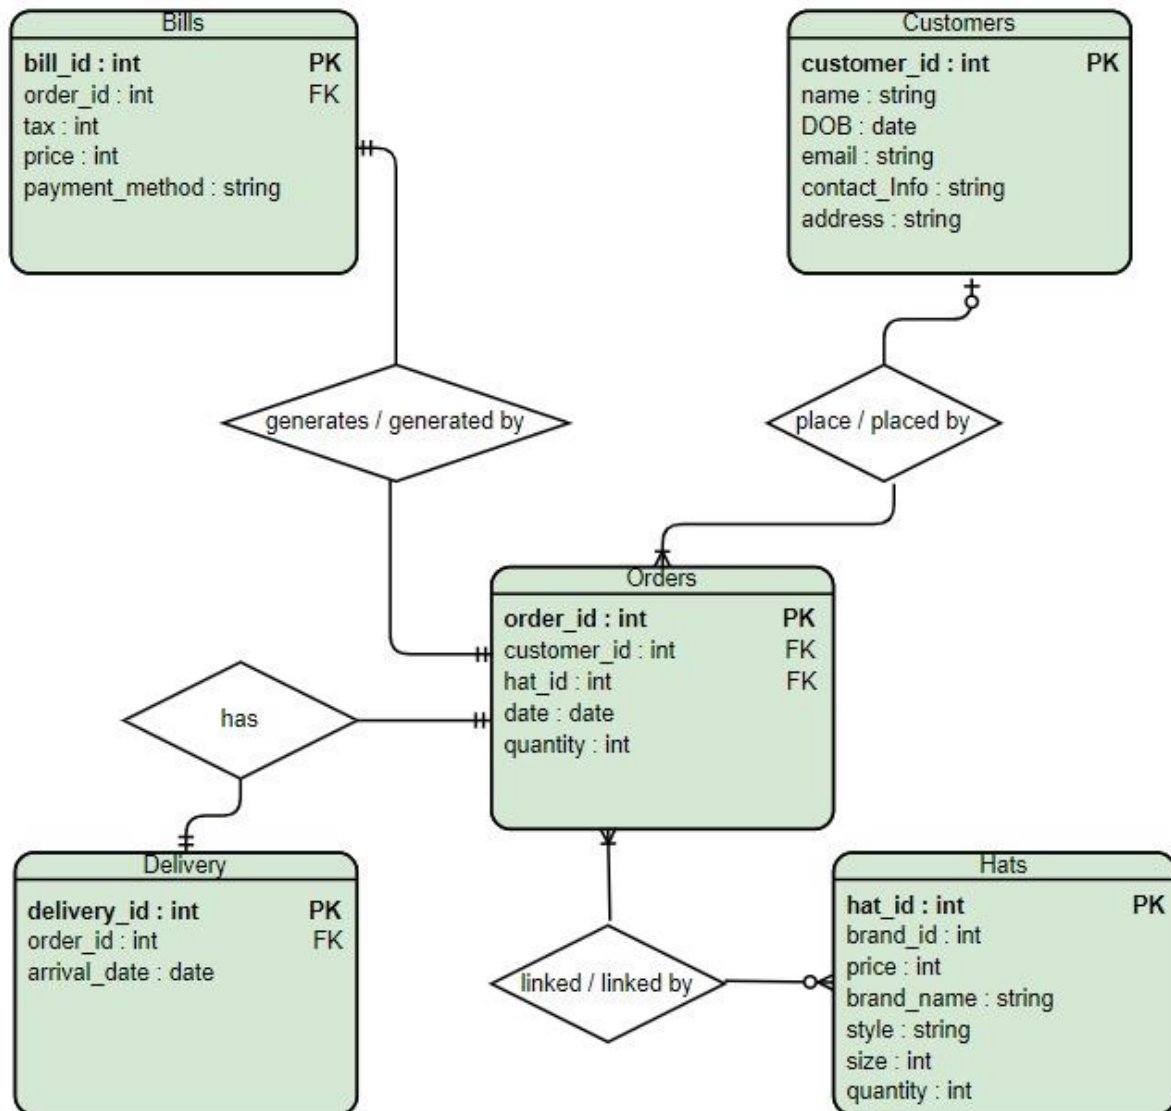 Bills
bill_id : int PK
order_id : int FK
tax : int
price : int
payment_method : string
Customers
customer_id : int PK
name : string
DOB : date
email : string
contact_Info : string
address : string
generates / generated by
place / placed by
Orders
order_id : int PK
customer_id : int FK
hat_id : int FK
date : date
quantity : int
has
Delivery
delivery_id : int PK
order_id : int FK
arrival_date : date
linked / linked by
Hats
hat_id : int PK
brand_id : int
price : int
brand_name : string
style : string
size : int
quantity : int